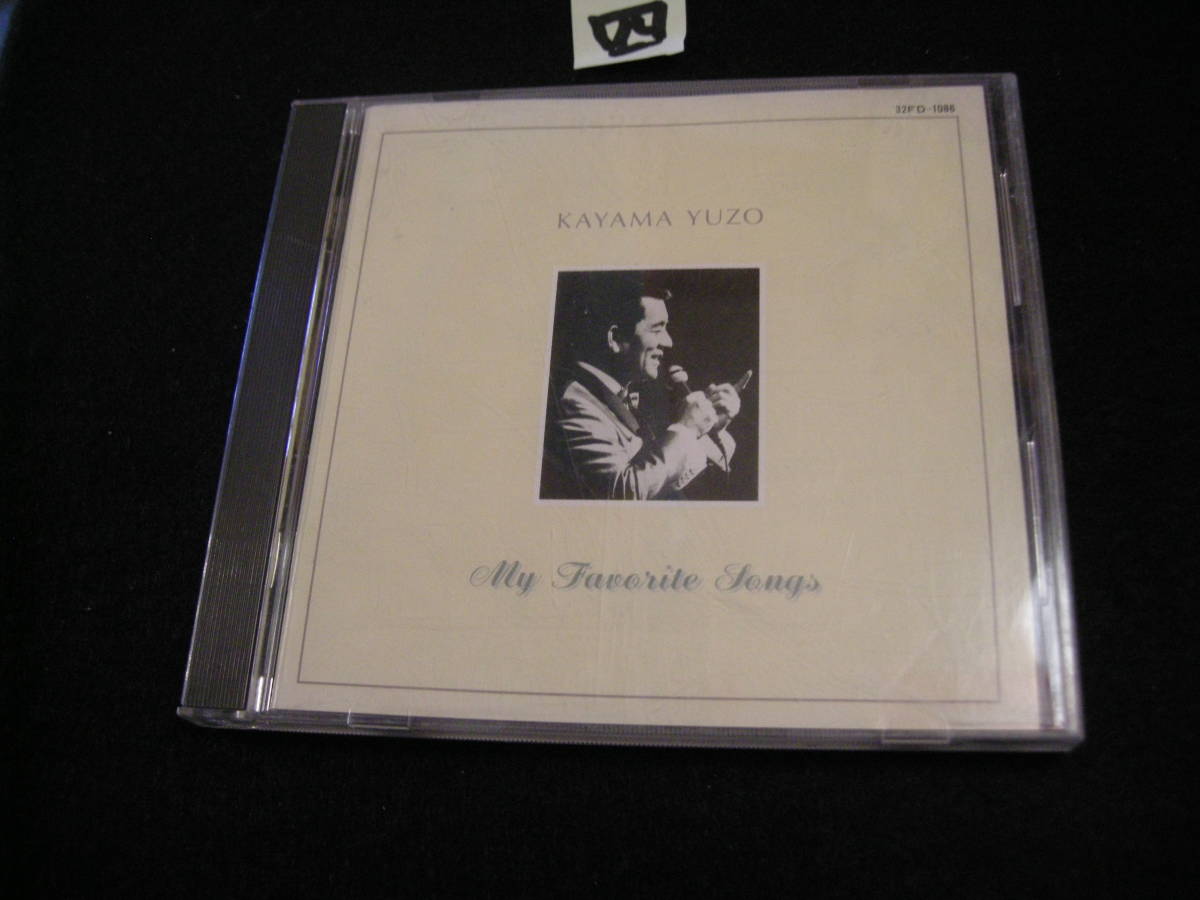 四
32FD-1086
KAYAMA YUZO
My Favorite Songs